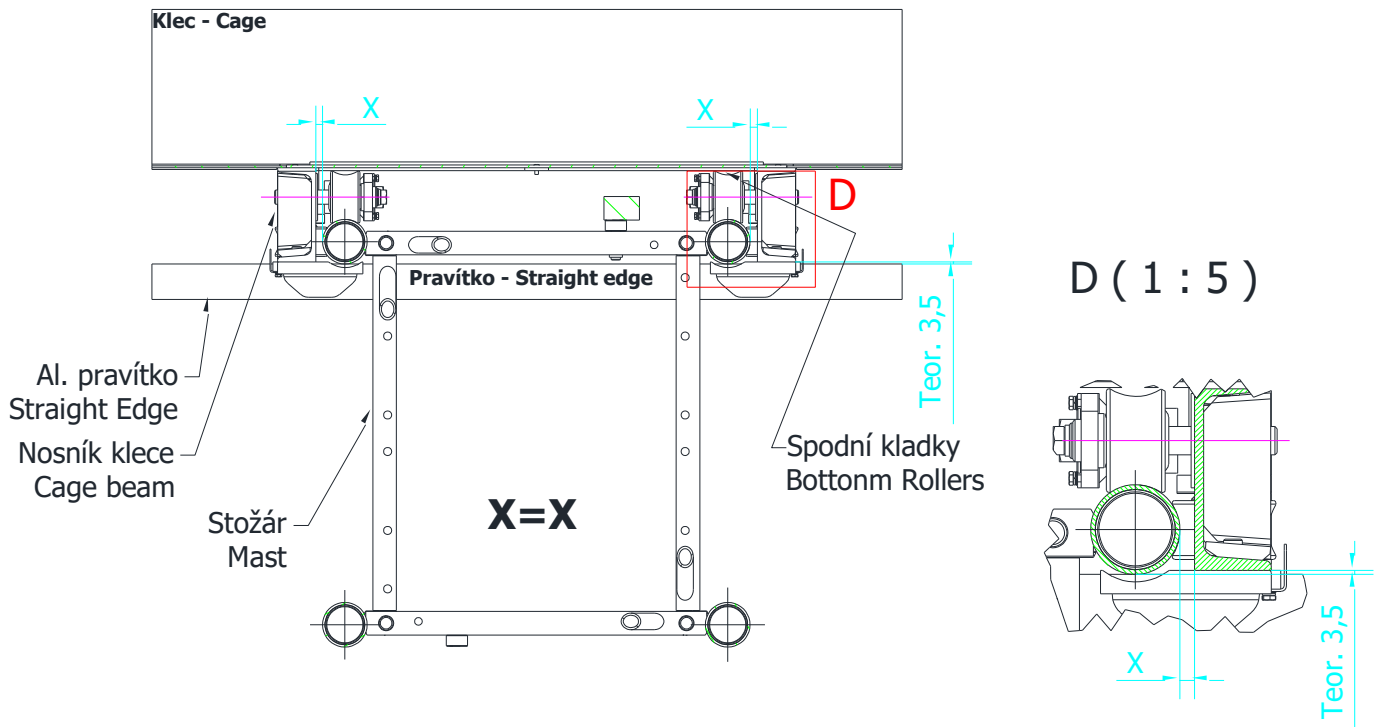 Klec - Cage
X
X
D
Pravítko - Straight edge
D ( 1 : 5 )
Teor. 3,5
Al. pravítko
Straight Edge
Nosník klece
Cage beam
Spodní kladky
Bottonm Rollers
X=X
Stožár
Mast
X
Teor. 3,5